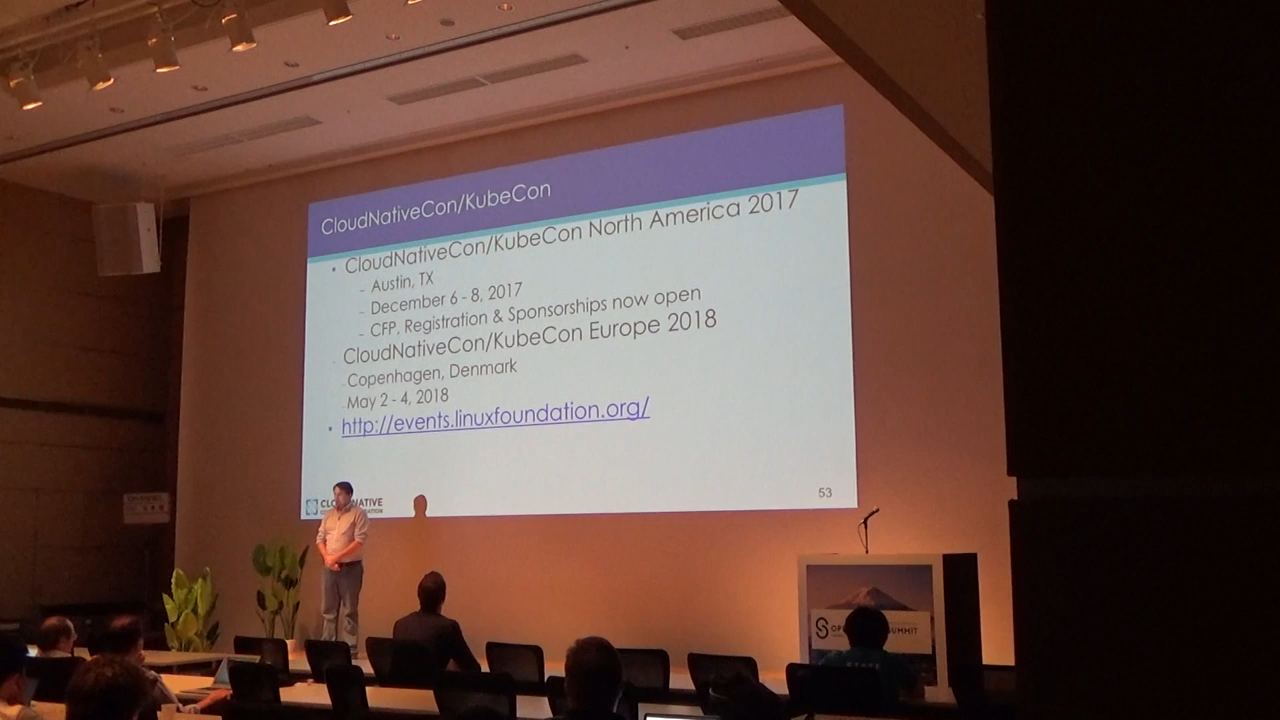 CloudNativeCon/KubeCon
• CloudNativeCon/KubeCon North America 2017
- Austin, TX
- December 6 - 8, 2017
- CFP, Registration & Sponsorships now open
CloudNativeCon/KubeCon Europe 2018
Copenhagen, Denmark
May 2 - 4, 2018
• http://events.linuxfoundation.org/
53
SUMMIT